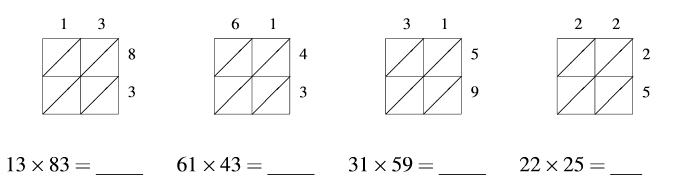 1 3 6 1 3 1 2 2
8 4 5 2
3 3 9 5
13 × 83 = ____ 61 × 43 = ____ 31 × 59 = ____ 22 × 25 = ___